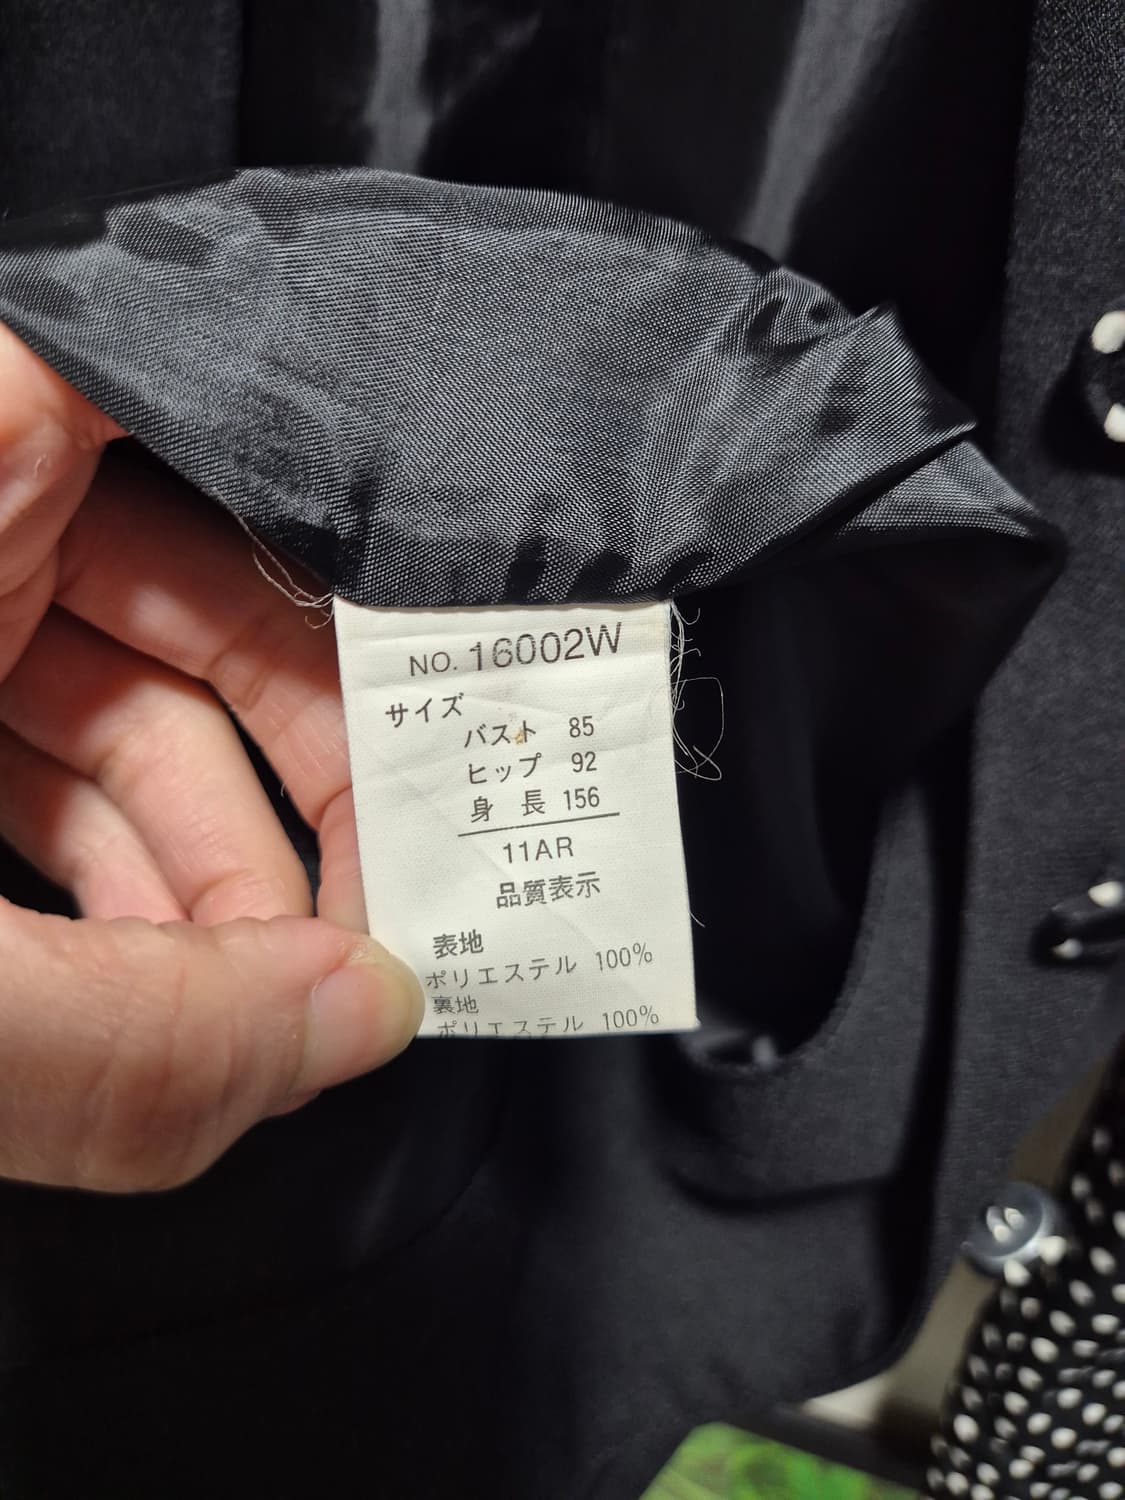 NO. 16002W
サイズ
バスト 85
ヒップ 92
身 長 156
11AR
品質表示
表地
ポリエステル 100%
裏地
ポリエステル 100%